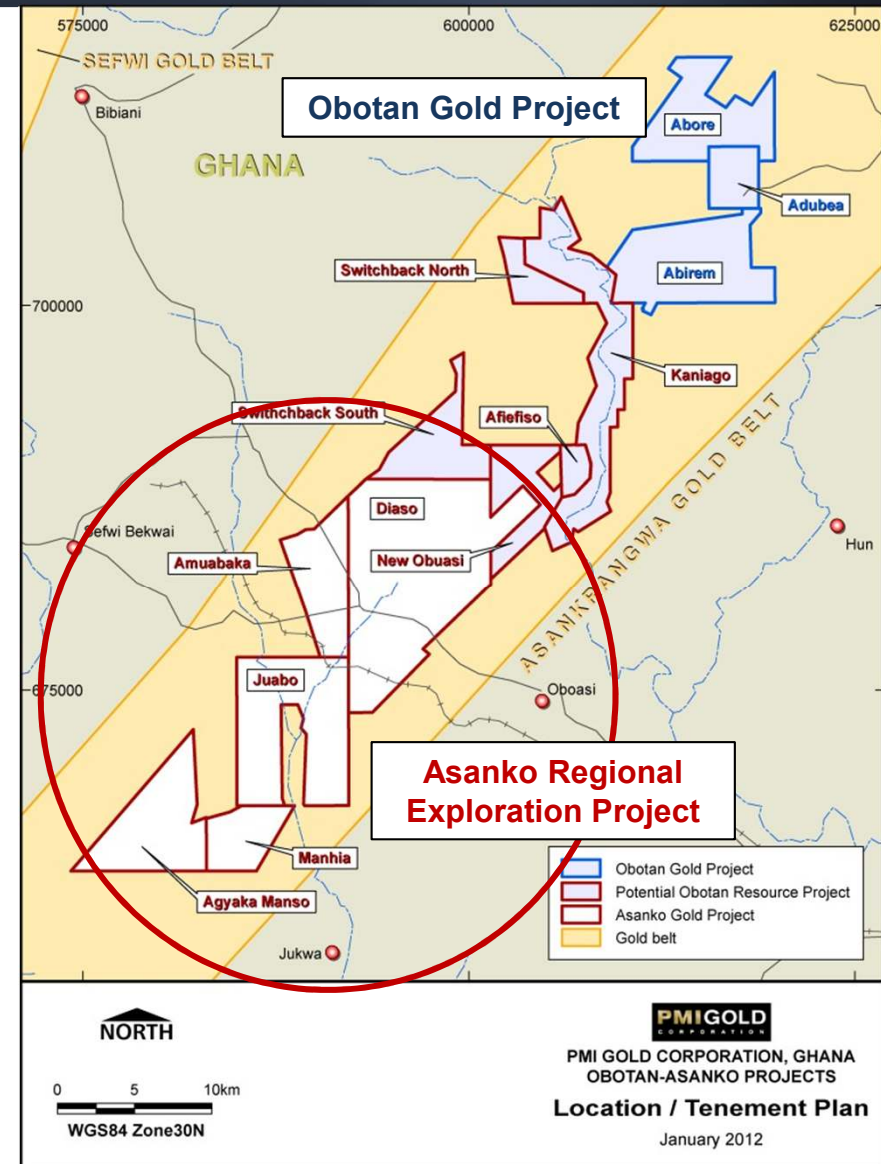 575000
600000
625000
SEFWI GOLD BELT
Bibiani
Obotan Gold Project
Abore
GHANA
Adubea
Switchback North
Abirem
700000
Kaniago
Swithchback South
Afiefiso
Diaso
Sefwi Bekwai
Hun
Amuabaka
New Obuasi
ASANKRANGWA GOLD BELT
675000
Juabo
Oboasi
Asanko Regional
Exploration Project
Manhia
Agyaka Manso
Jukwa
Obotan Gold Project
Potential Obotan Resource Project
Asanko Gold Project
Gold belt
NORTH
0 5 10km
WGS84 Zone30N
PMIGOLD
CORPORATION
PMI GOLD CORPORATION, GHANA
OBOTAN-ASANKO PROJECTS
Location / Tenement Plan
January 2012